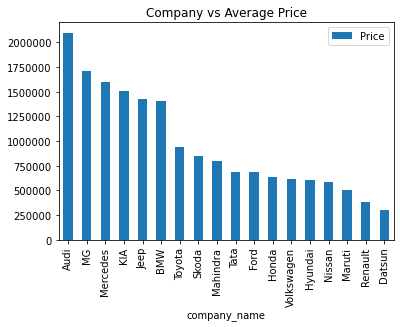 Company vs Average Price
Price
2000000
1750000
1500000
1250000
1000000
750000
500000
250000
0
Audi
MG
Mercedes
KIA
Jeep
BMW
Toyota
Skoda
Mahindra
Tata
Ford
Honda
Volkswagen
Hyundai
Nissan
Maruti
Renault
Datsun
company_name